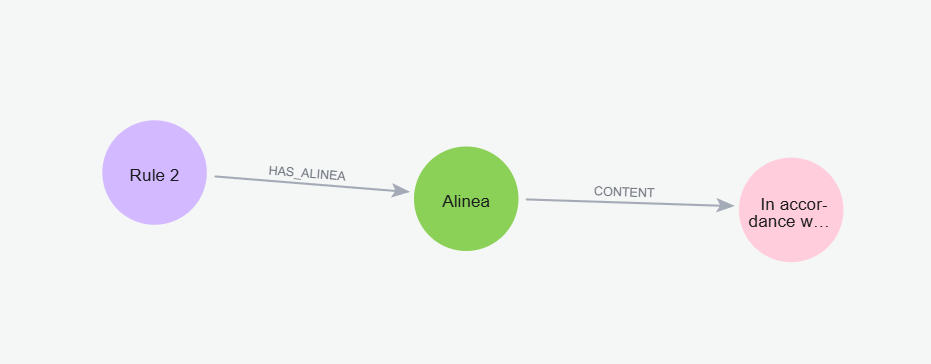 Rule 2
HAS_ALINEA
Alinea
CONTENT
In accor-
dance w…